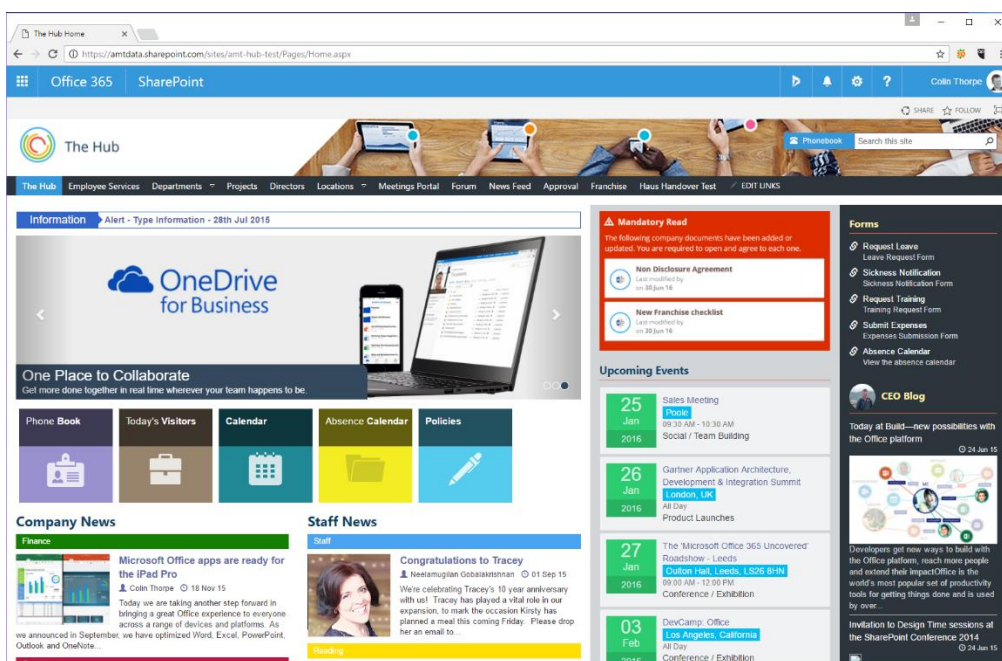 The Hub Home
https://amtdata.sharepoint.com/sites/amt-hub-test/Pages/Home.aspx
Office 365
SharePoint
Colin Thorpe
SHARE
FOLLOW
The Hub
Phonebook
Search this site
The Hub
Employee Services
Departments
Projects
Directors
Locations
Meetings Portal
Forum
News Feed
Approval
Franchise
Haus Handover Test
EDIT LINKS
Information
Alert - Type Information - 28th Jul 2015
OneDrive
for Business
One Place to Collaborate
Get more done together in real time wherever your team happens to be.
Phone Book
Today's Visitors
Calendar
Absence Calendar
Policies
Company News
Finance
Microsoft Office apps are ready for
the iPad Pro
Colin Thorpe
18 Nov 15
Today we are taking another step forward in
bringing a great Office experience to everyone
across a range of devices and platforms. As
we announced in September, we have optimized Word, Excel, PowerPoint,
Outlook and OneNote...
Staff News
Staff
Congratulations to Tracey
Neelamugilan Gobalakrishnan
01 Sep 15
We're celebrating Tracey's 10 year anniversary
with us! Tracey has played a vital role in our
expansion, to mark the occasion Kirsty has
planned a meal this coming Friday. Please drop
her an email to...
Reading
Mandatory Read
The following company documents have been added or
updated. You are required to open and agree to each one.
Non Disclosure Agreement
Last modified by
on 30 Jun 16
New Franchise checklist
Last modified by
on 30 Jun 16
Upcoming Events
25
Jan
2016
Sales Meeting
Poole
09:30 AM - 10:30 AM
Social / Team Building
26
Jan
2016
Gartner Application Architecture,
Development & Integration Summit
London, UK
All Day
Product Launches
27
Jan
2016
The 'Microsoft Office 365 Uncovered'
Roadshow - Leeds
Oulton Hall, Leeds, LS26 8HN
09:00 AM - 12:00 PM
Conference / Exhibition
03
Feb
2016
DevCamp: Office
Los Angeles, California
All Day
Conference / Exhibition
Forms
Request Leave
Leave Request Form
Sickness Notification
Sickness Notification Form
Request Training
Training Request Form
Submit Expenses
Expenses Submission Form
Absence Calendar
View the absence calendar
CEO Blog
Today at Build—new possibilities with
the Office platform
24 Jun 15
Developers get new ways to build with
the Office platform, reach more people
and extend their impactOffice is the
world's most popular set of productivity
tools for getting things done and is used
by over...
Invitation to Design Time sessions at
the SharePoint Conference 2014
24 Jun 15